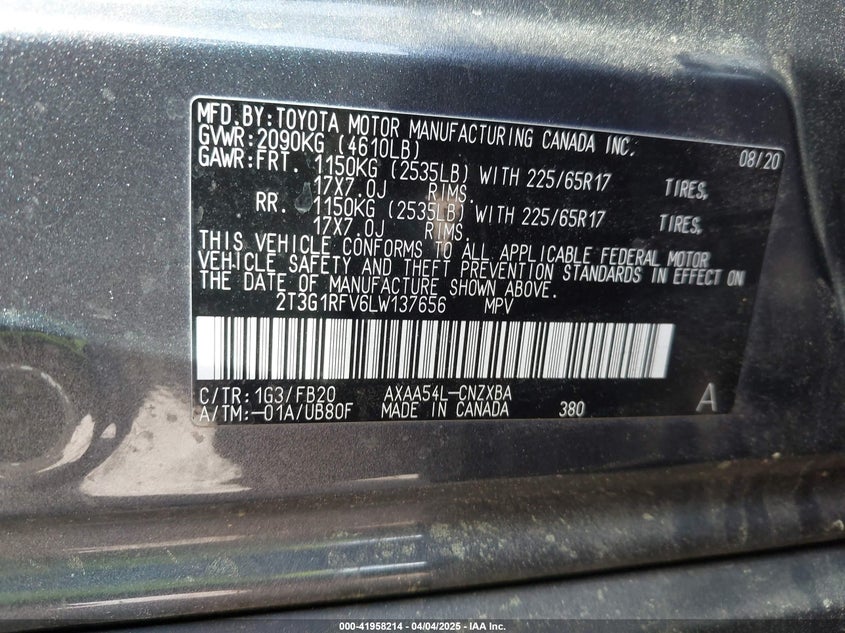 MFD.BY:TOYOTA MOTOR MANUFACTURING CANADA INC. 08/20
GVWR:2090KG (4610LB)
GAWR:FRT. 1150KG (2535LB) WITH 225/65R17 TIRES,
17X7.0J RIMS.
RR. 1150KG (2535LB) WITH 225/65R17 TIRES,
17X7.0J RIMS.
THIS VEHICLE CONFORMS TO ALL APPLICABLE FEDERAL MOTOR
VEHICLE SAFETY AND THEFT PREVENTION STANDARDS IN EFFECT ON
THE DATE OF MANUFACTURE SHOWN ABOVE.
2T3G1RFV6LW137656 MPV
C/TR:1G3/FB20 AXAA54L-CNZXBA
A/TM:-01A/UB80F MADE IN CANADA 380 A
000-41958214 - 04/04/2025 - IAA Inc.